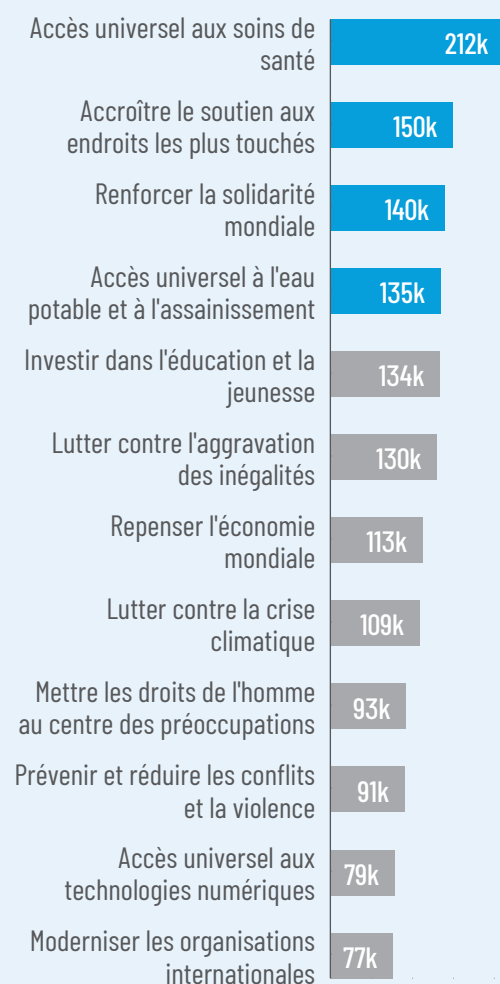 Accès universel aux soins de
santé
212k
Accroître le soutien aux
endroits les plus touchés
150k
Renforcer la solidarité
mondiale
140k
Accès universel à l'eau
potable et à l'assainissement
135k
Investir dans l'éducation et la
jeunesse
134k
Lutter contre l'aggravation
des inégalités
130k
Repenser l'économie
mondiale
113k
Lutter contre la crise
climatique
109k
Mettre les droits de l'homme
au centre des préoccupations
93k
Prévenir et réduire les conflits
et la violence
91k
Accès universel aux
technologies numériques
79k
Moderniser les organisations
internationales
77k